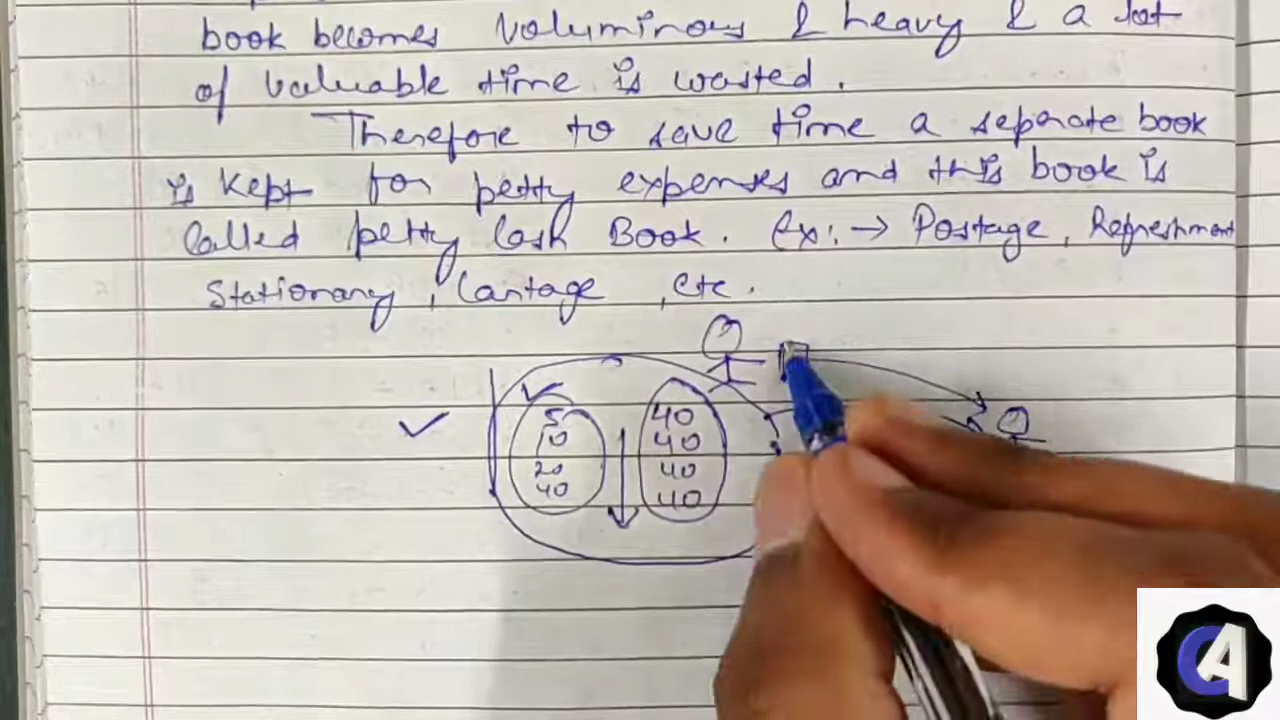 book becomes voluminous & heavy & a lot
of valuable time is wasted.
Therefore to save time a separate book
is kept for petty expenses and this book is
called petty Cash Book. Ex:→ Postage, Refreshment
Stationary, Cartage, etc.
5 40
10 40
20 40
40 40
CA